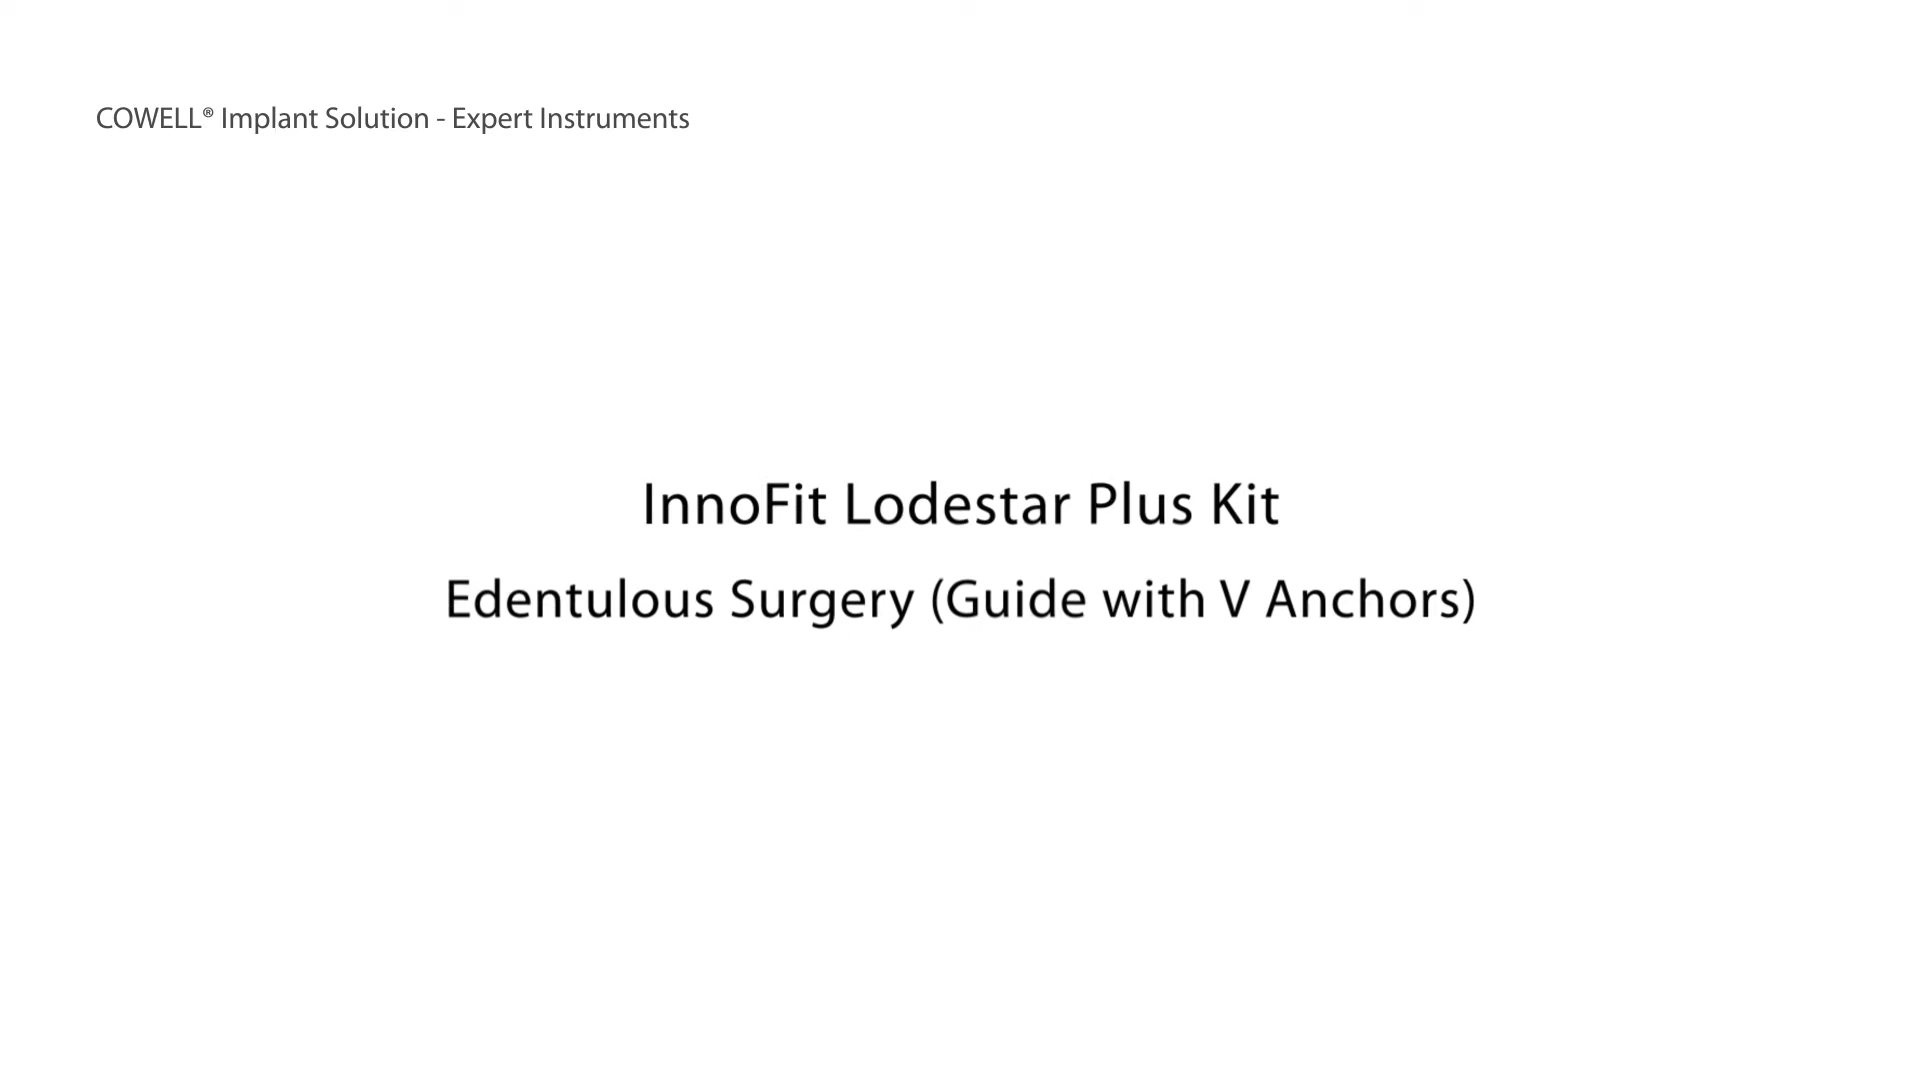 COWELL® Implant Solution - Expert Instruments
InnoFit Lodestar Plus Kit
Edentulous Surgery (Guide with V Anchors)